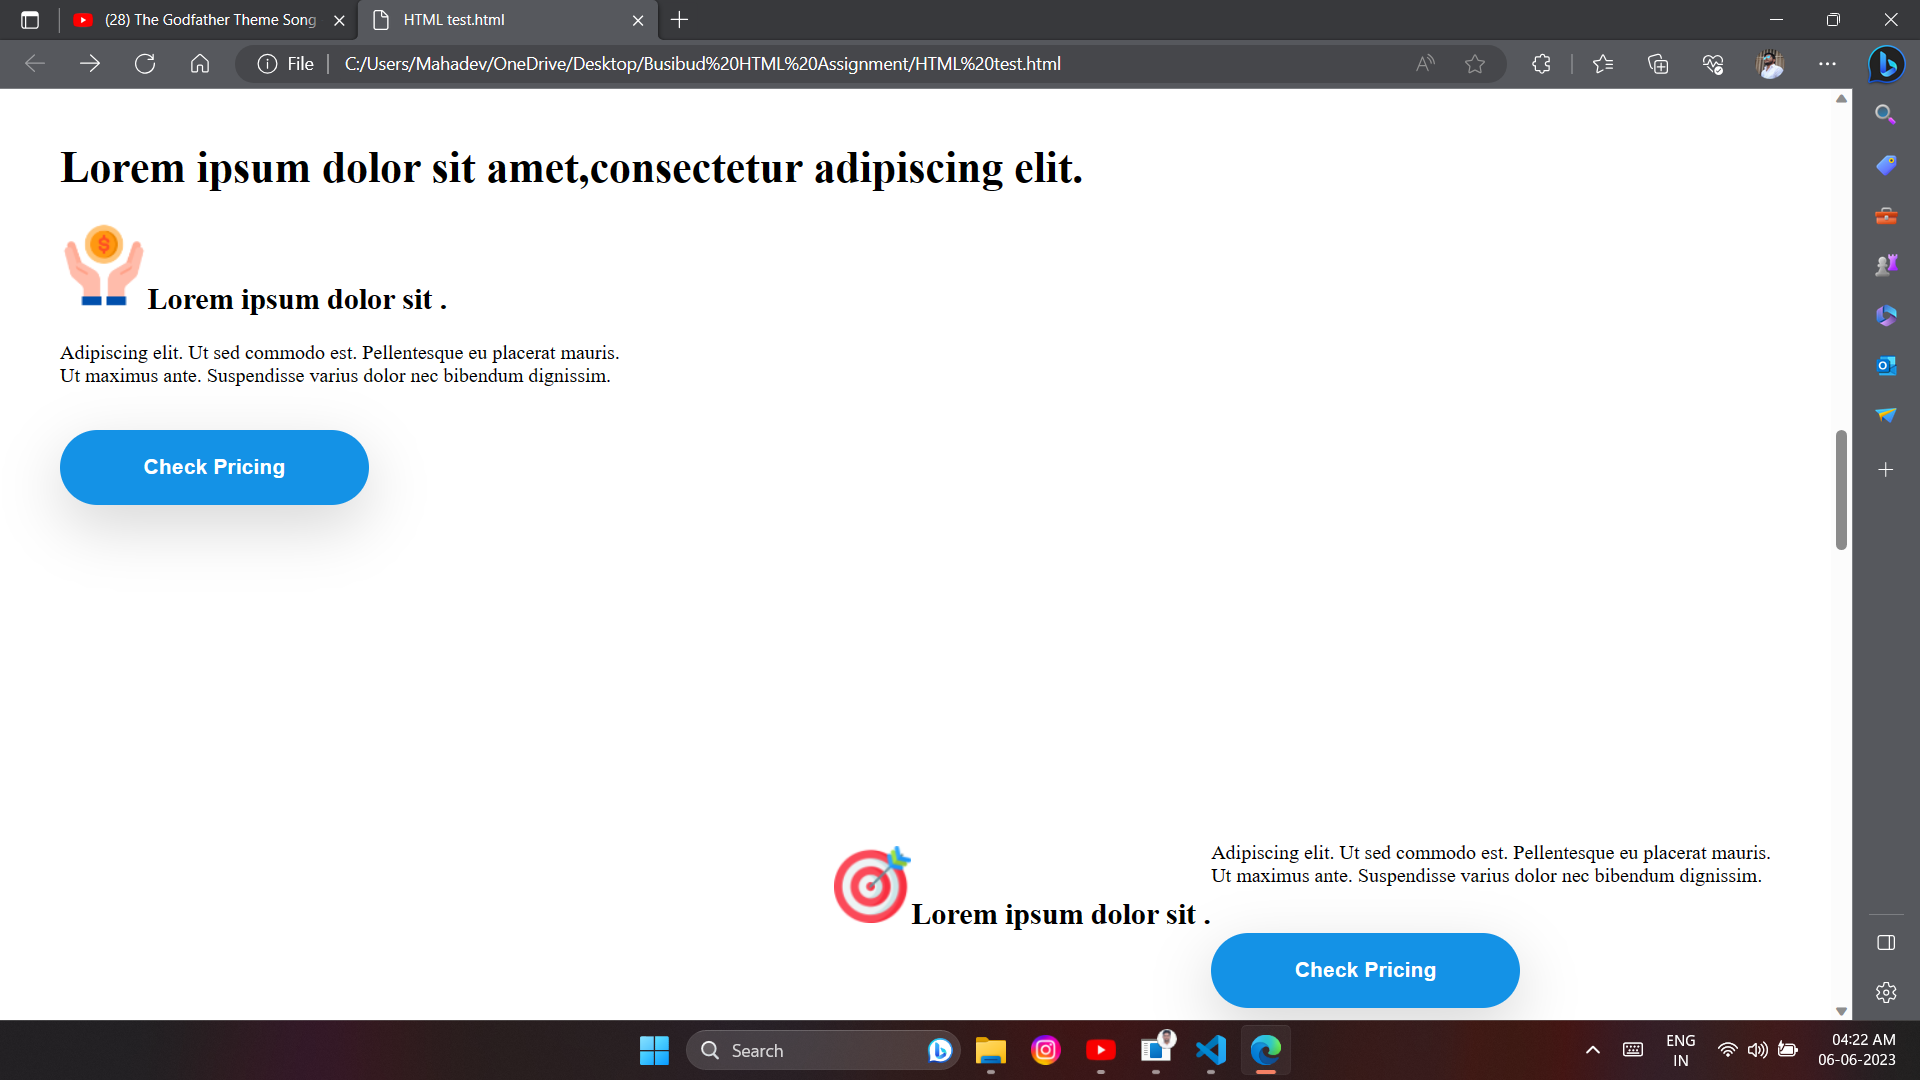 (28) The Godfather Theme Song
HTML test.html
File
C:/Users/Mahadev/OneDrive/Desktop/Busibud%20HTML%20Assignment/HTML%20test.html
Lorem ipsum dolor sit amet,consectetur adipiscing elit.
Lorem ipsum dolor sit .
Adipiscing elit. Ut sed commodo est. Pellentesque eu placerat mauris.
Ut maximus ante. Suspendisse varius dolor nec bibendum dignissim.
Check Pricing
Lorem ipsum dolor sit .
Adipiscing elit. Ut sed commodo est. Pellentesque eu placerat mauris.
Ut maximus ante. Suspendisse varius dolor nec bibendum dignissim.
Check Pricing
Search
ENG
IN
04:22 AM
06-06-2023